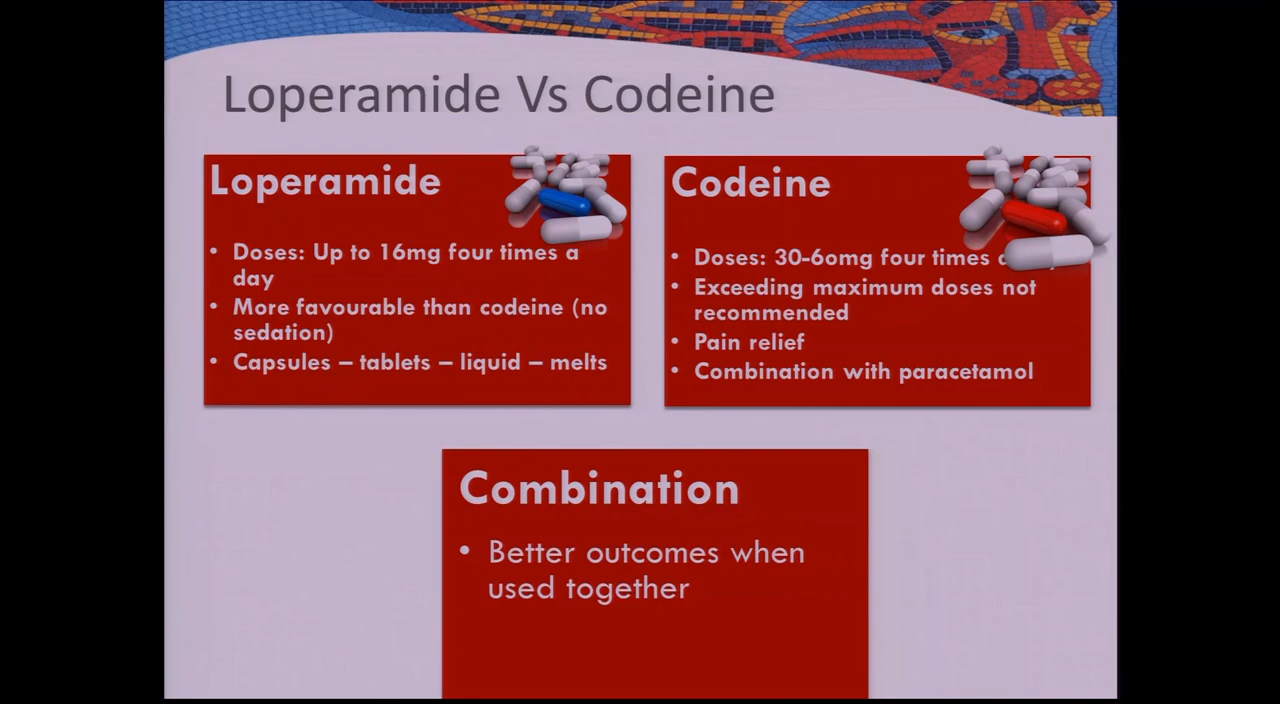 Loperamide Vs Codeine
Loperamide
• Doses: Up to 16mg four times a
day
• More favourable than codeine (no
sedation)
• Capsules – tablets – liquid – melts
Codeine
• Doses: 30-6omg four times
• Exceeding maximum doses not
recommended
• Pain relief
• Combination with paracetamol
Combination
• Better outcomes when
used together